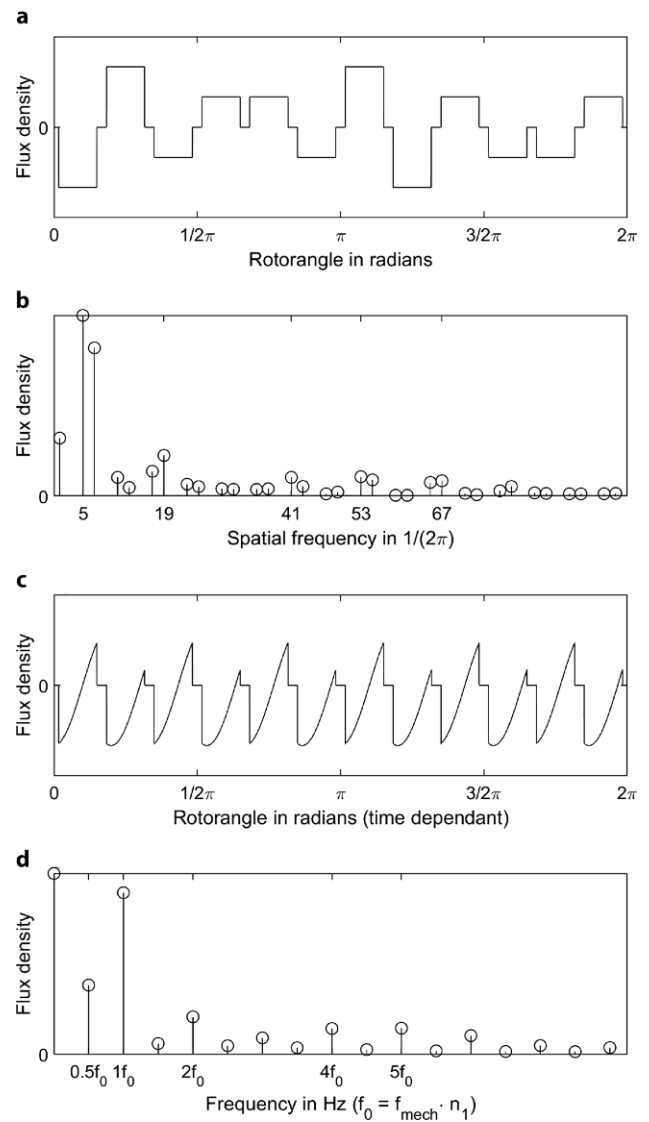 a
Flux density
0
0 1/2π π 3/2π 2π
Rotorangle in radians
b
Flux density
0
5 19 41 53 67
Spatial frequency in 1/(2π)
c
Flux density
0
0 1/2π π 3/2π 2π
Rotorangle in radians (time dependant)
d
Flux density
0
0.5f₀ 1f₀ 2f₀ 4f₀ 5f₀
Frequency in Hz (f₀ = f_mech · n₁)